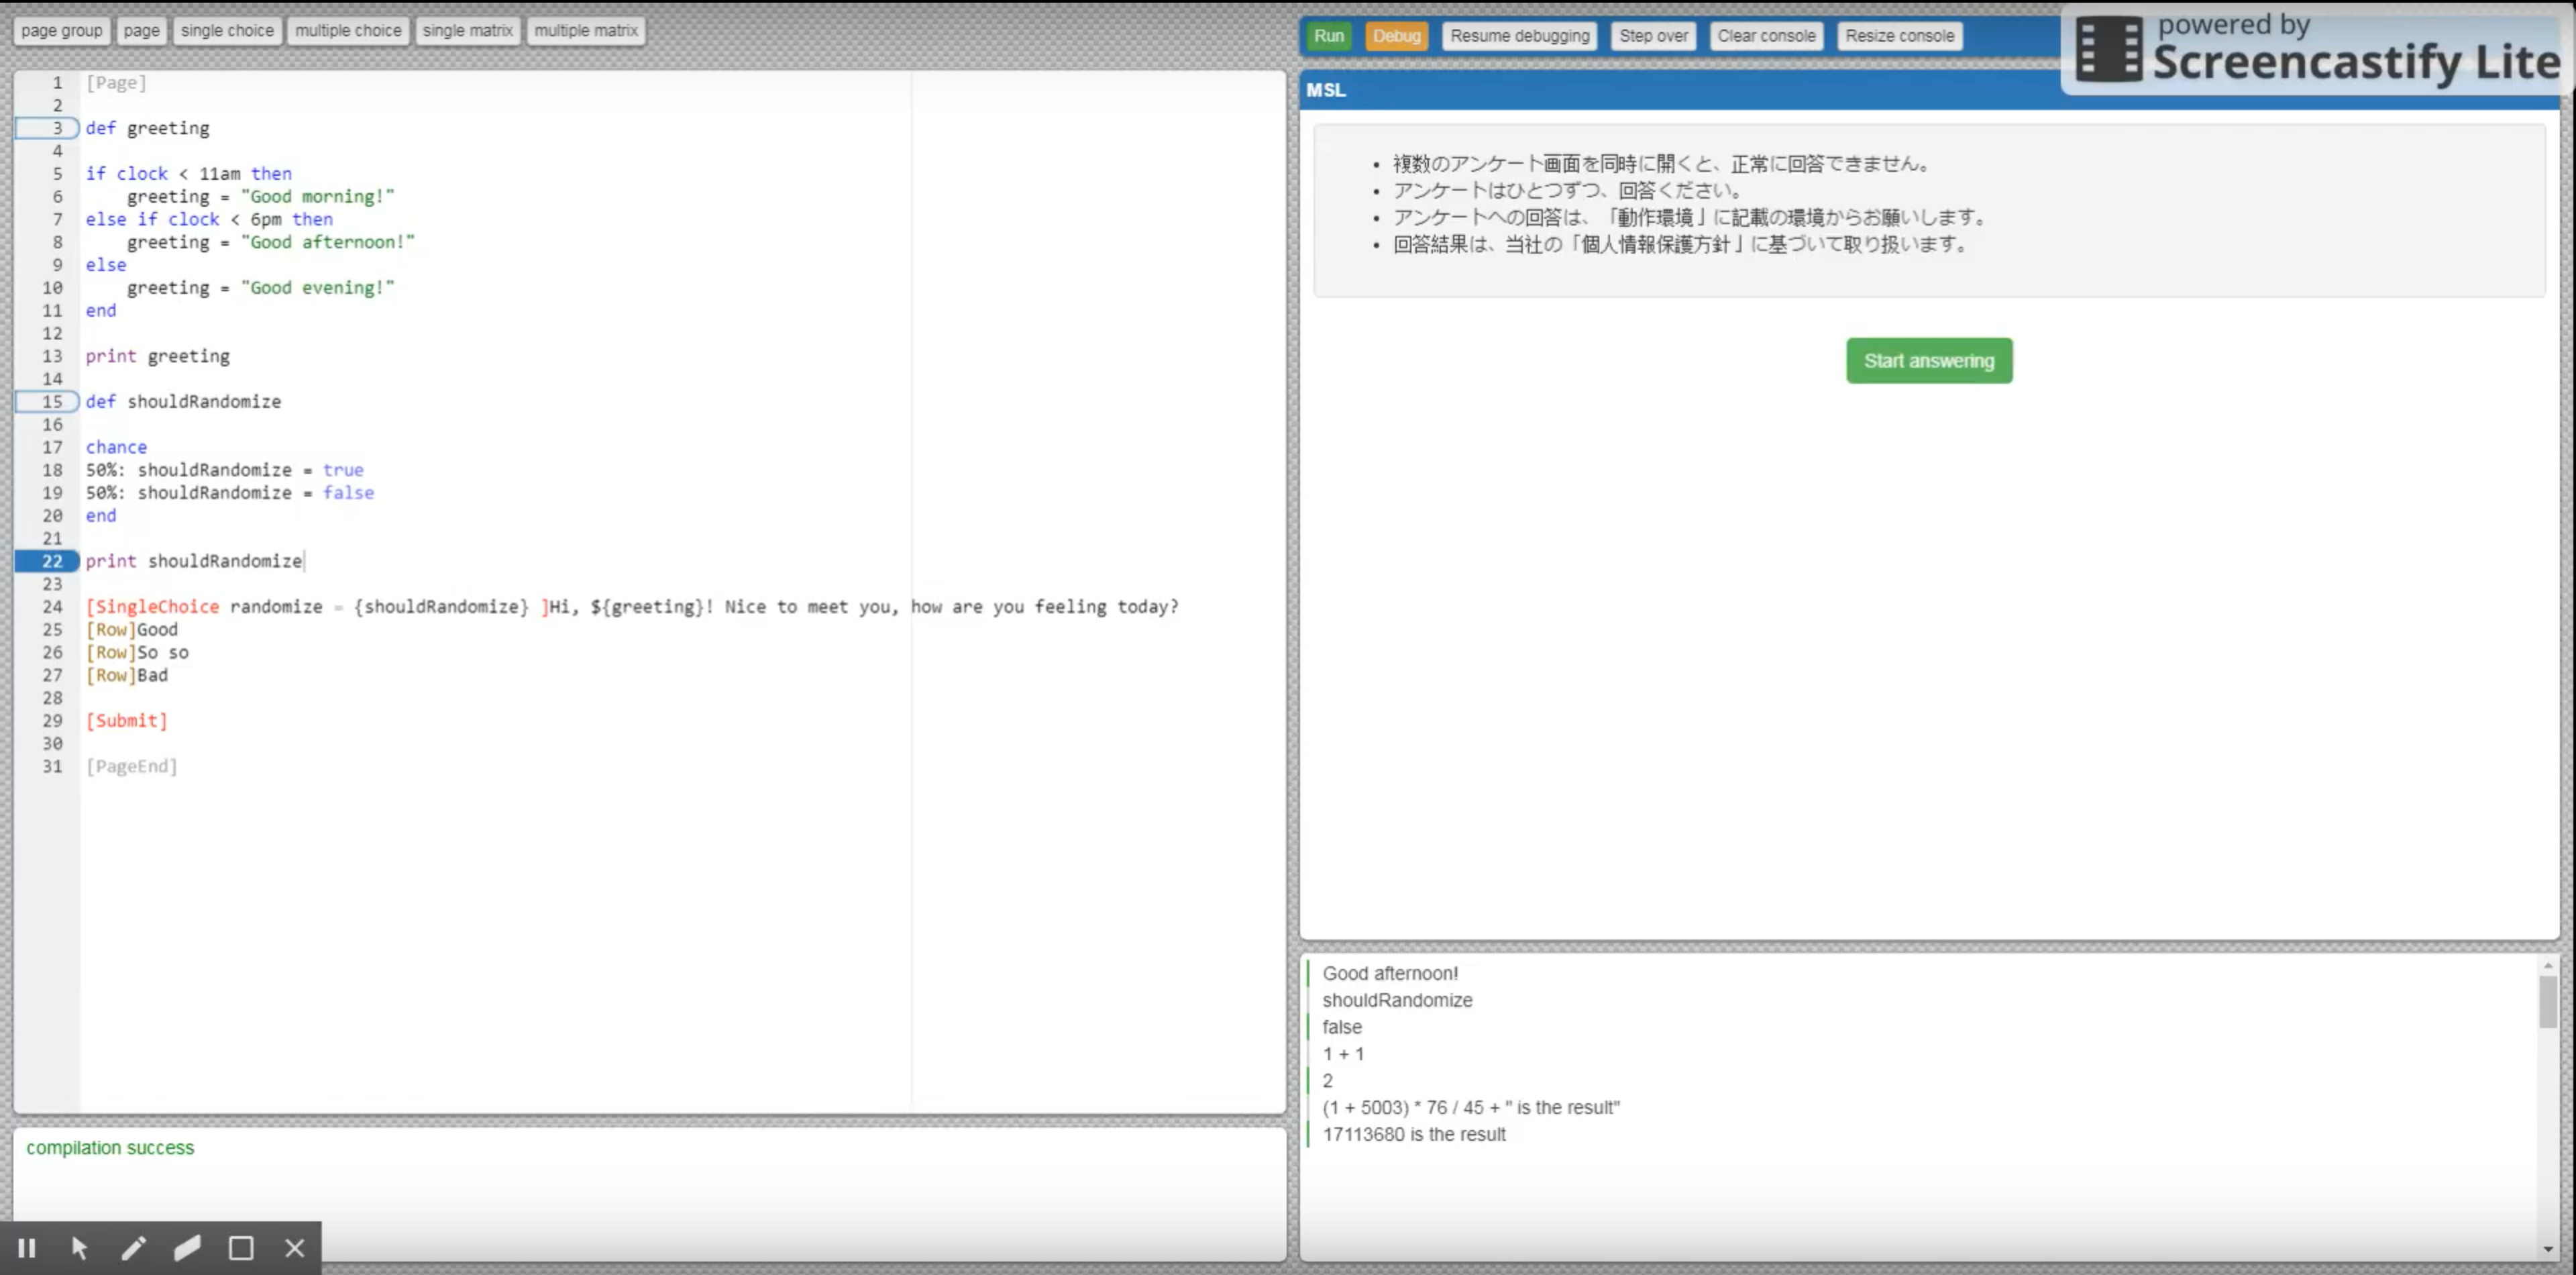 page group page single choice multiple choice single matrix multiple matrix
1 [Page]
2
3 def greeting
4
5 if clock < 11am then
6 greeting = "Good morning!"
7 else if clock < 6pm then
8 greeting = "Good afternoon!"
9 else
10 greeting = "Good evening!"
11 end
12
13 print greeting
14
15 def shouldRandomize
16
17 chance
18 50%: shouldRandomize = true
19 50%: shouldRandomize = false
20 end
21
22 print shouldRandomize
23
24 [SingleChoice randomize = {shouldRandomize} ]Hi, ${greeting}! Nice to meet you, how are you feeling today?
25 [Row]Good
26 [Row]So so
27 [Row]Bad
28
29 [Submit]
30
31 [PageEnd]
compilation success
Run Debug Resume debugging Step over Clear console Resize console
powered by
Screencastify Lite
MSL
• 複数のアンケート画面を同時に開くと、正常に回答できません。
• アンケートはひとつずつ、回答ください。
• アンケートへの回答は、「動作環境」に記載の環境からお願いします。
• 回答結果は、当社の「個人情報保護方針」に基づいて取り扱います。
Start answering
Good afternoon!
shouldRandomize
false
1 + 1
2
(1 + 5003) * 76 / 45 + " is the result"
17113680 is the result